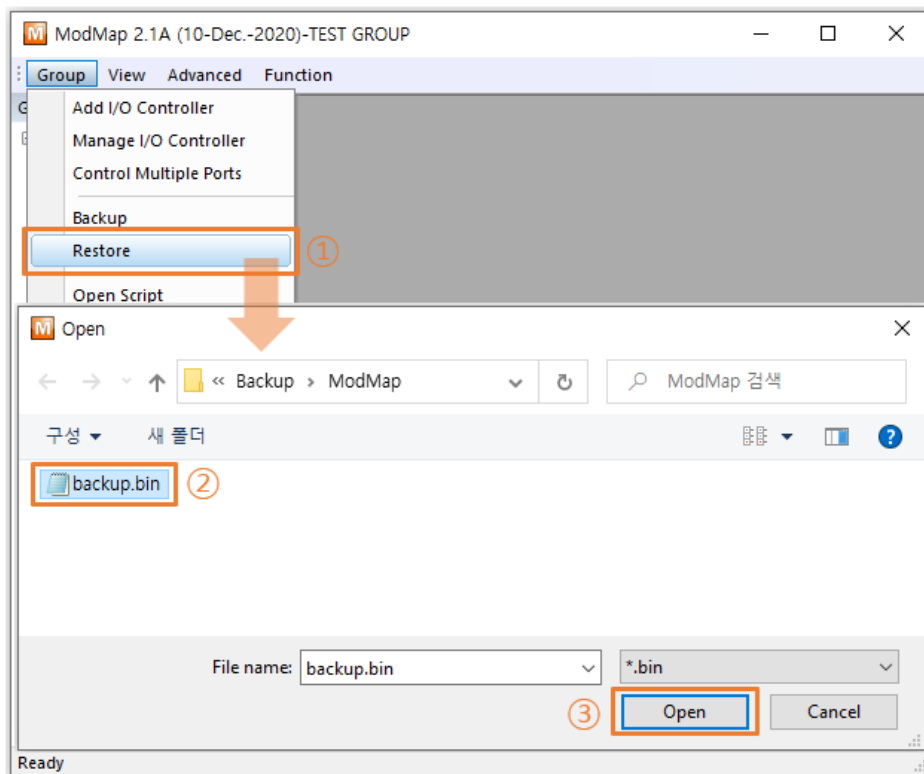 M ModMap 2.1A (10-Dec.-2020)-TEST GROUP
Group View Advanced Function
G
Add I/O Controller
Manage I/O Controller
Control Multiple Ports
Backup
Restore ①
Open Script
M Open
« Backup › ModMap ModMap 검색
구성 새 폴더
backup.bin ②
File name: backup.bin *.bin
③ Open Cancel
Ready